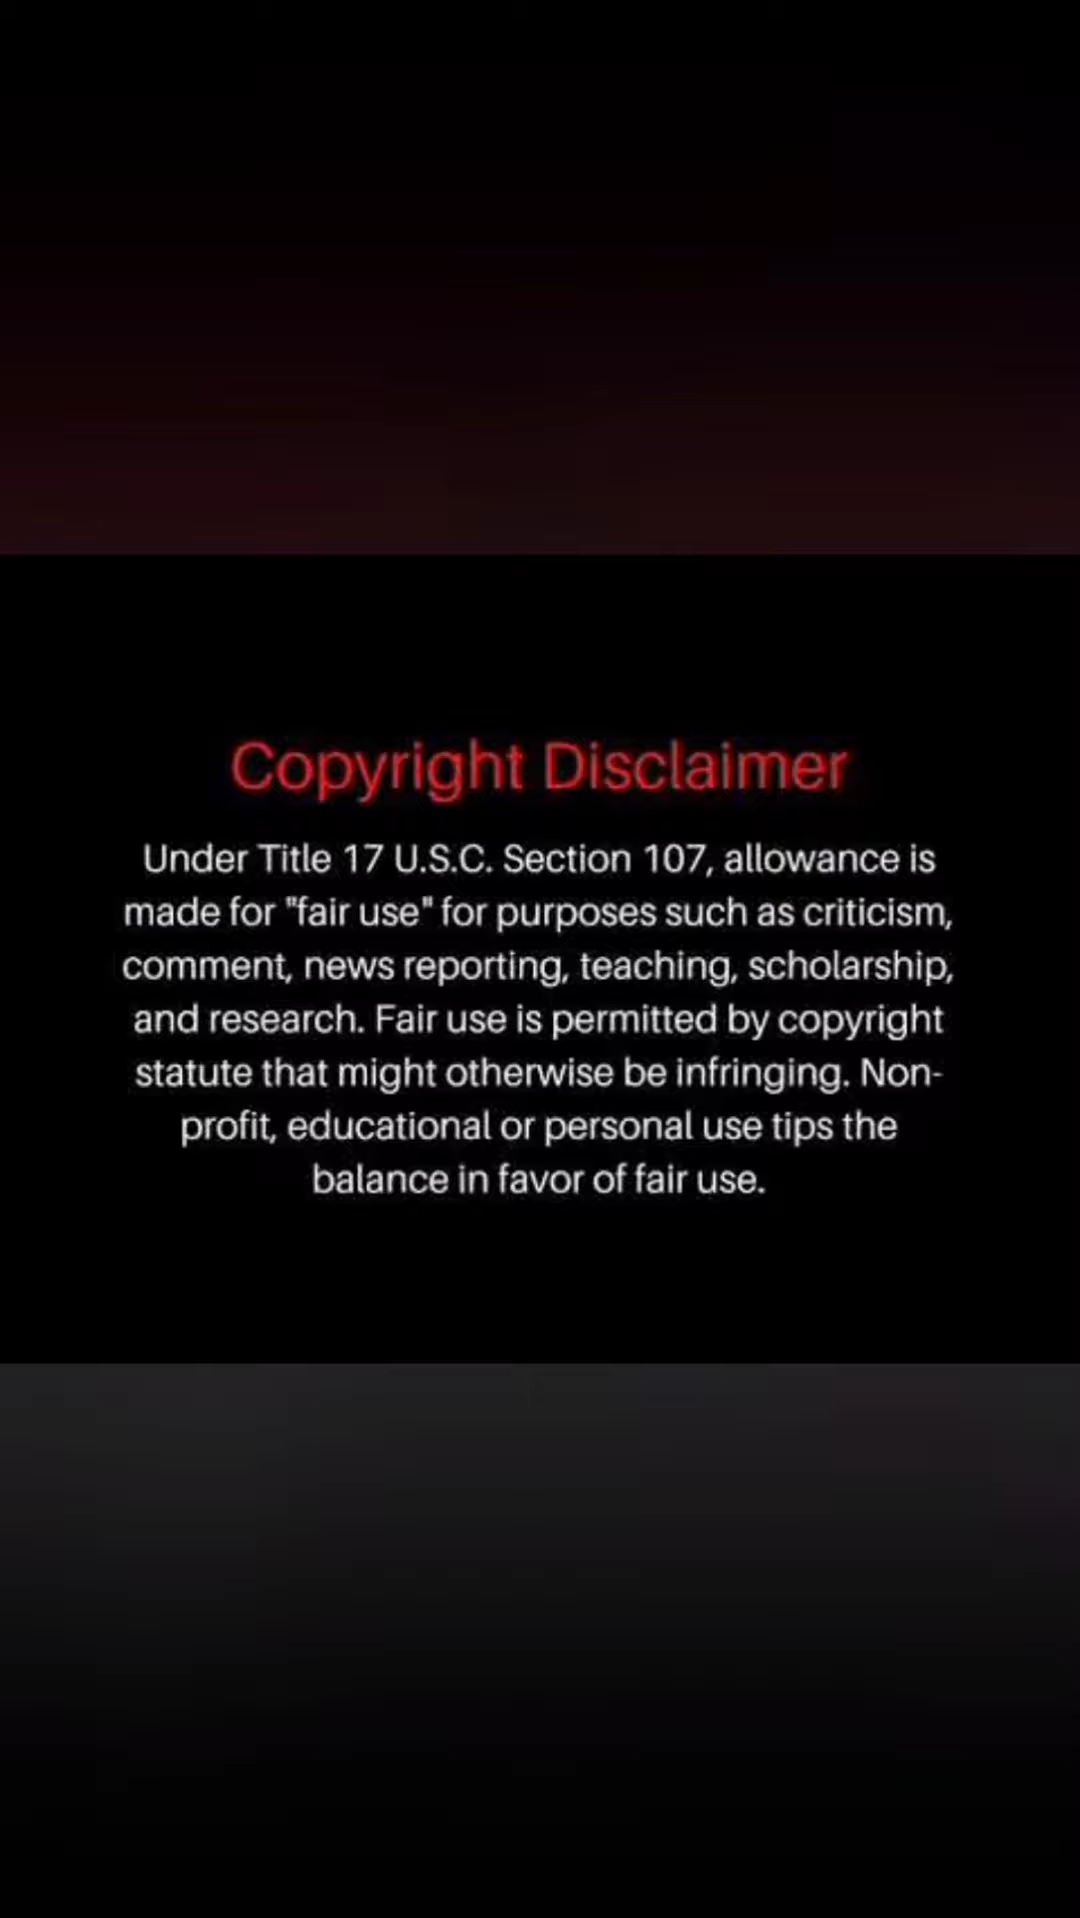 Copyright Disclaimer
Under Title 17 U.S.C. Section 107, allowance is
made for "fair use" for purposes such as criticism,
comment, news reporting, teaching, scholarship,
and research. Fair use is permitted by copyright
statute that might otherwise be infringing. Non-
profit, educational or personal use tips the
balance in favor of fair use.